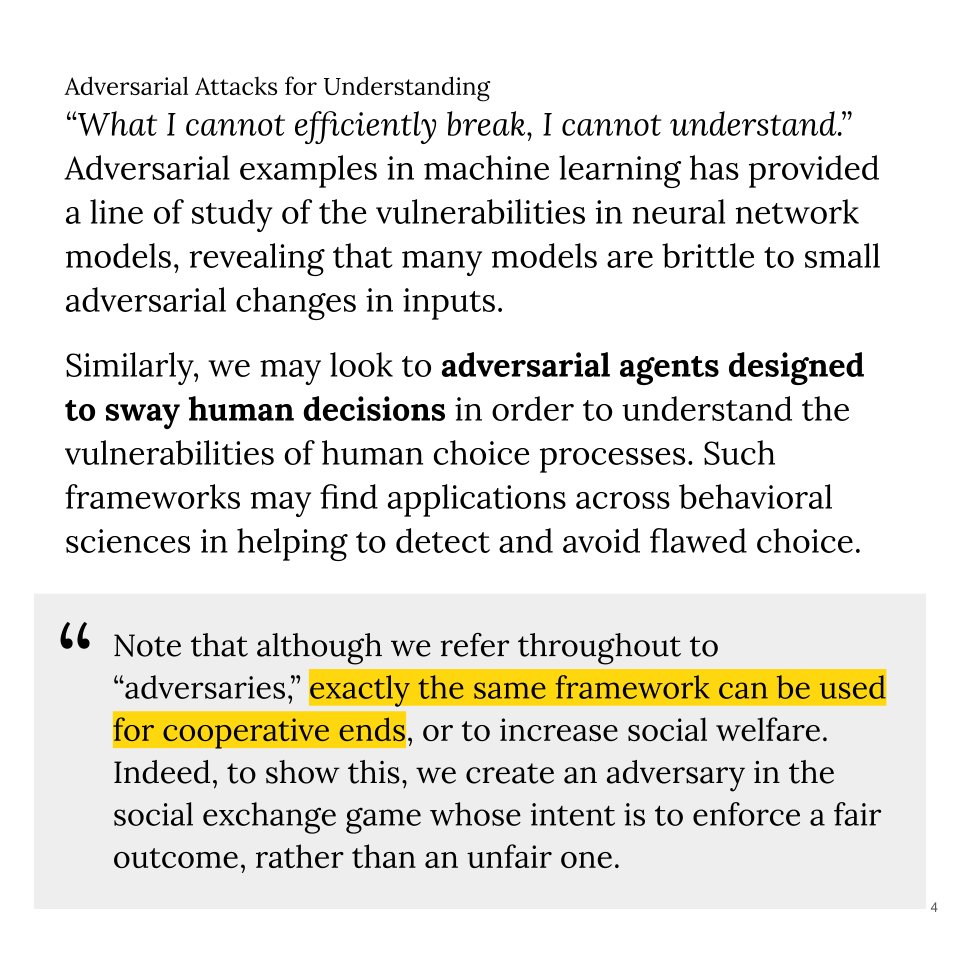 Adversarial Attacks for Understanding
“What I cannot efficiently break, I cannot understand.”
Adversarial examples in machine learning has provided
a line of study of the vulnerabilities in neural network
models, revealing that many models are brittle to small
adversarial changes in inputs.
Similarly, we may look to adversarial agents designed
to sway human decisions in order to understand the
vulnerabilities of human choice processes. Such
frameworks may find applications across behavioral
sciences in helping to detect and avoid flawed choice.
“ Note that although we refer throughout to
“adversaries,” exactly the same framework can be used
for cooperative ends, or to increase social welfare.
Indeed, to show this, we create an adversary in the
social exchange game whose intent is to enforce a fair
outcome, rather than an unfair one.
4